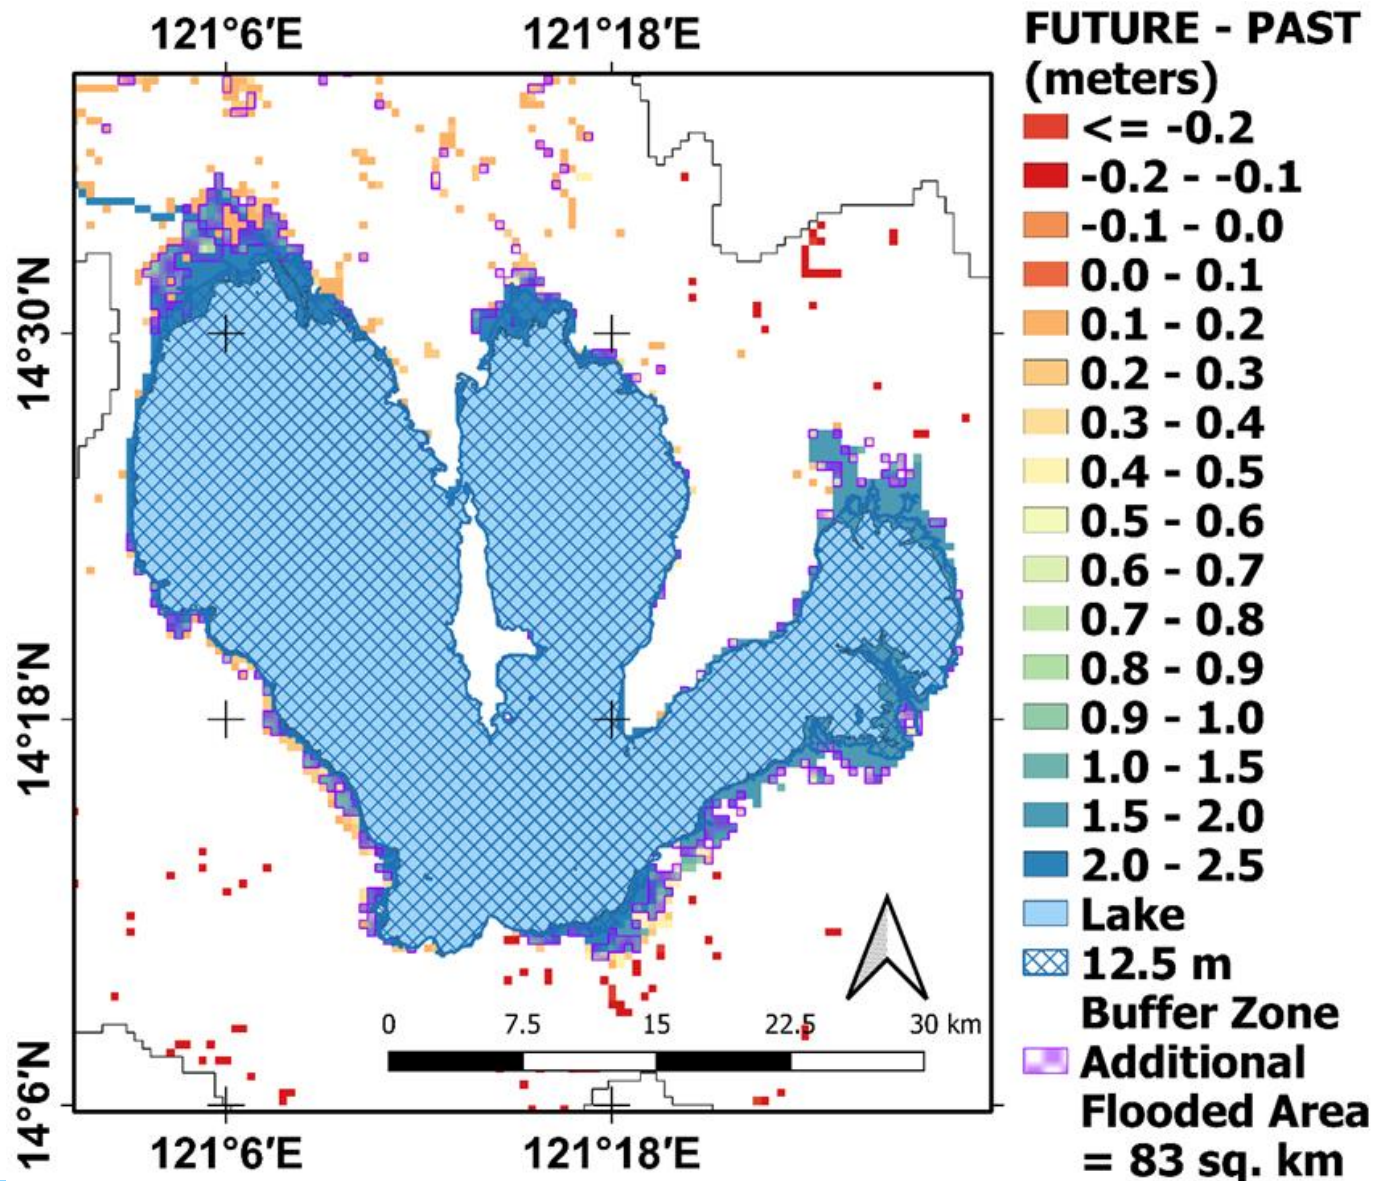 121°6′E 121°18′E
FUTURE - PAST
(meters)
<= -0.2
-0.2 - -0.1
-0.1 - 0.0
0.0 - 0.1
0.1 - 0.2
0.2 - 0.3
0.3 - 0.4
0.4 - 0.5
0.5 - 0.6
0.6 - 0.7
0.7 - 0.8
0.8 - 0.9
0.9 - 1.0
1.0 - 1.5
1.5 - 2.0
2.0 - 2.5
Lake
12.5 m
Buffer Zone
Additional
Flooded Area
= 83 sq. km
14°30′N
14°18′N
14°6′N
0 7.5 15 22.5 30 km
121°6′E 121°18′E